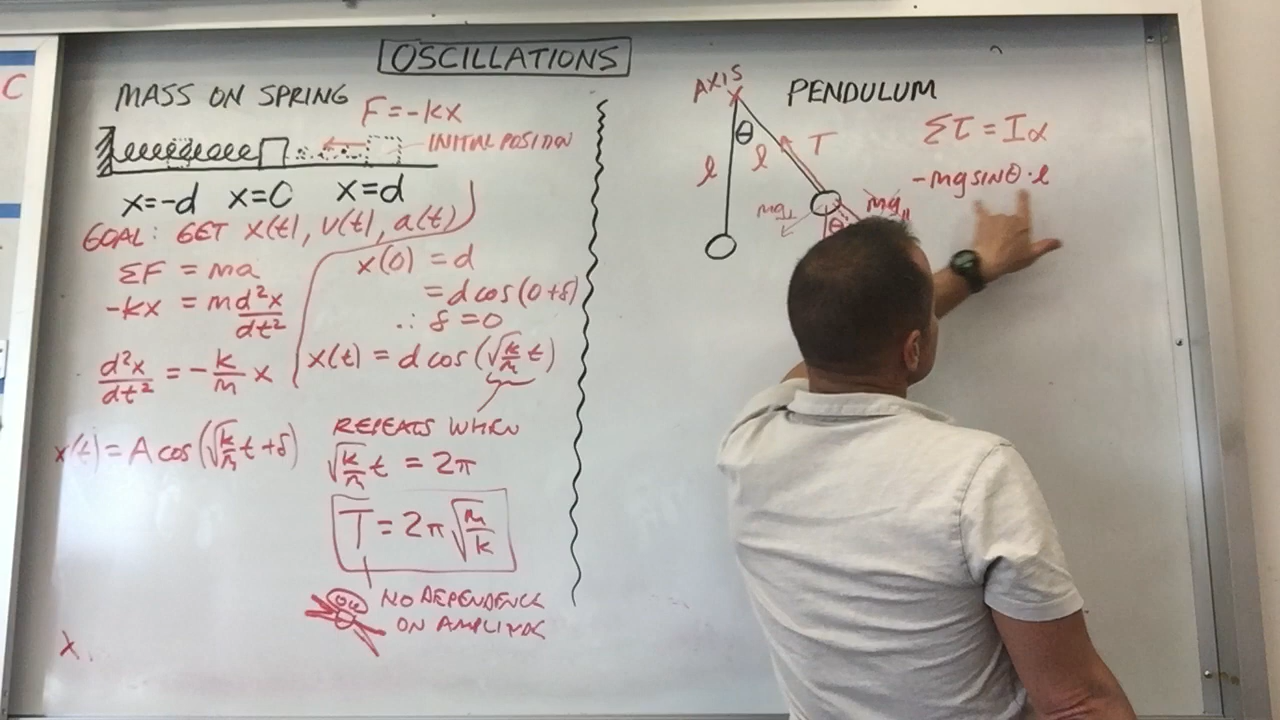 OSCILLATIONS
C
MASS ON SPRING
F = -kx
INITIAL POSITION
x=-d x=0 x=d
GOAL: GET x(t), v(t), a(t)
ΣF = ma
-kx = m d²x/dt²
d²x/dt² = -k/m x
x(t) = A cos(√(k/m) t + δ)
x(0) = d
= d cos(0+δ)
∴ δ = 0
x(t) = d cos(√(k/m) t)
REPEATS WHEN
√(k/m) t = 2π
T = 2π√(m/k)
NO DEPENDENCE
ON AMPLITUDE
x.
AXIS
PENDULUM
θ
l
l
T
mg⊥
mg||
θ
Στ = Iα
-mg SINθ · l